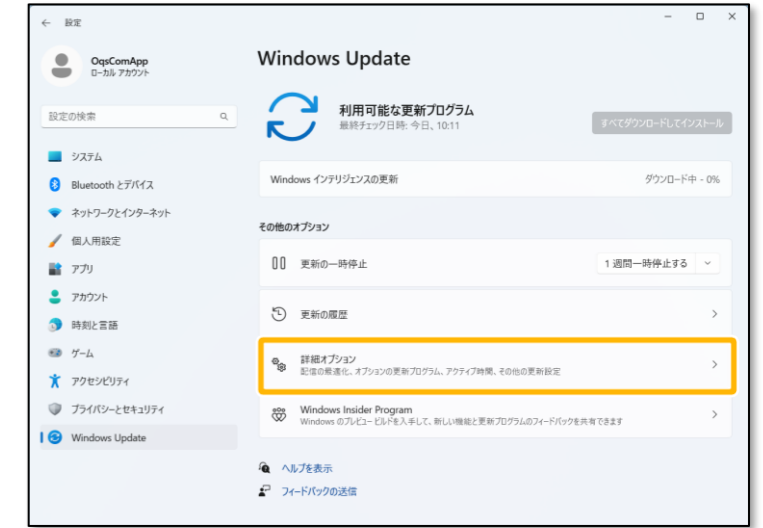 設定
OqsComApp
ローカル アカウント
設定の検索
システム
Bluetooth とデバイス
ネットワークとインターネット
個人用設定
アプリ
アカウント
時刻と言語
ゲーム
アクセシビリティ
プライバシーとセキュリティ
Windows Update
Windows Update
利用可能な更新プログラム
最終チェック日時: 今日、10:11
すべてダウンロードしてインストール
Windows インテリジェンスの更新
ダウンロード中 - 0%
その他のオプション
更新の一時停止
1 週間一時停止する
更新の履歴
詳細オプション
配信の最適化、オプションの更新プログラム、アクティブ時間、その他の更新設定
Windows Insider Program
Windows のプレビュー ビルドを入手して、新しい機能と更新プログラムのフィードバックを共有できます
ヘルプを表示
フィードバックの送信